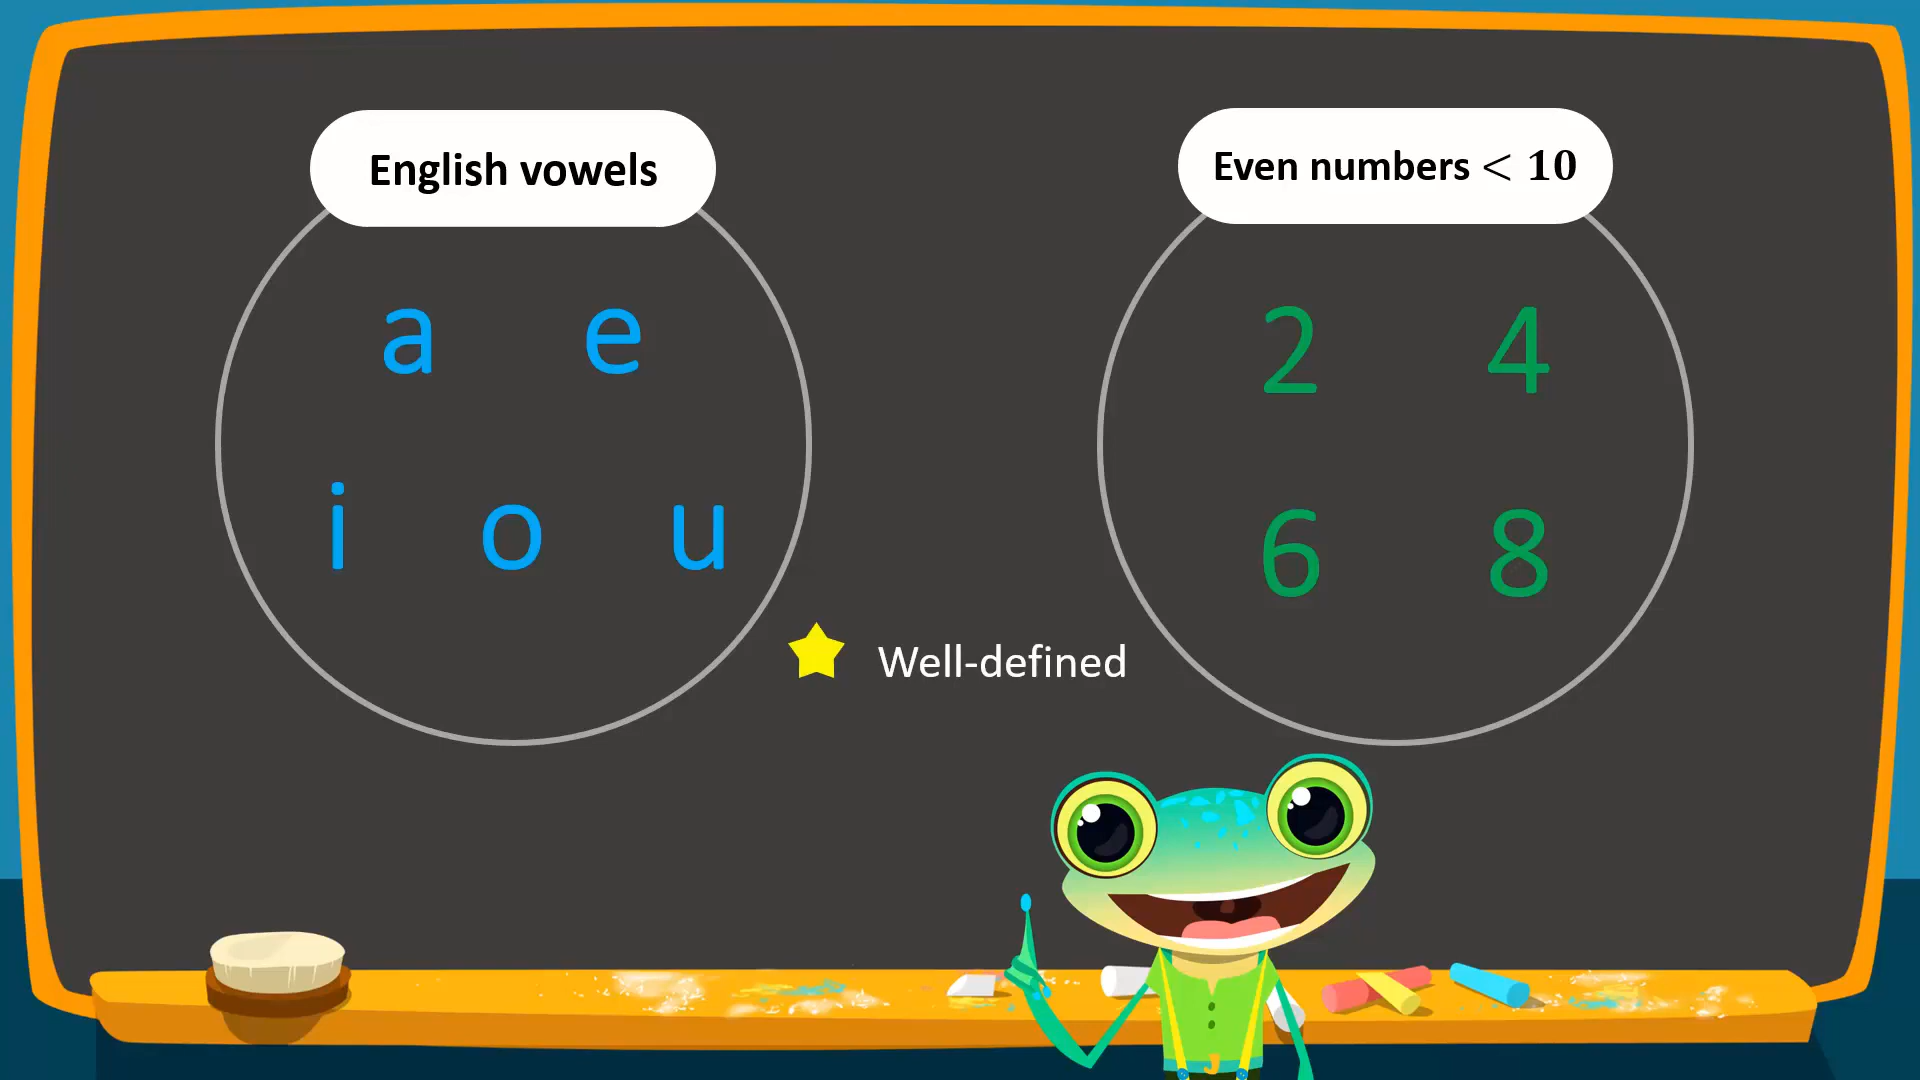 English vowels
a e
i o u
Even numbers < 10
2 4
6 8
Well-defined